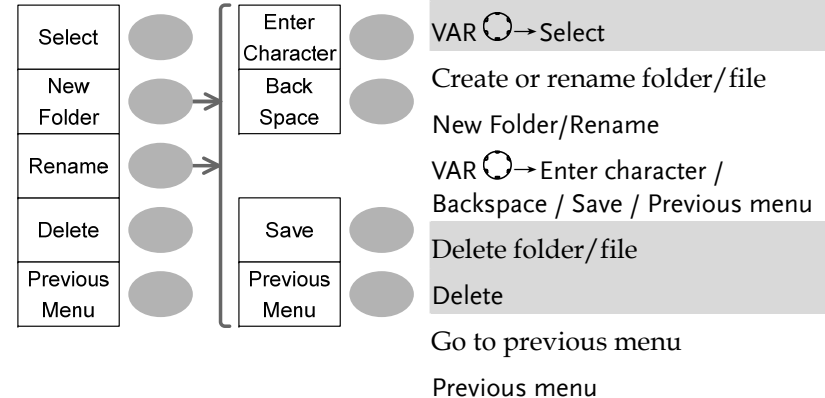 Select
New
Folder
Rename
Delete
Previous
Menu
Enter
Character
Back
Space
Save
Previous
Menu
VAR → Select
Create or rename folder/file
New Folder/Rename
VAR → Enter character /
Backspace / Save / Previous menu
Delete folder/file
Delete
Go to previous menu
Previous menu